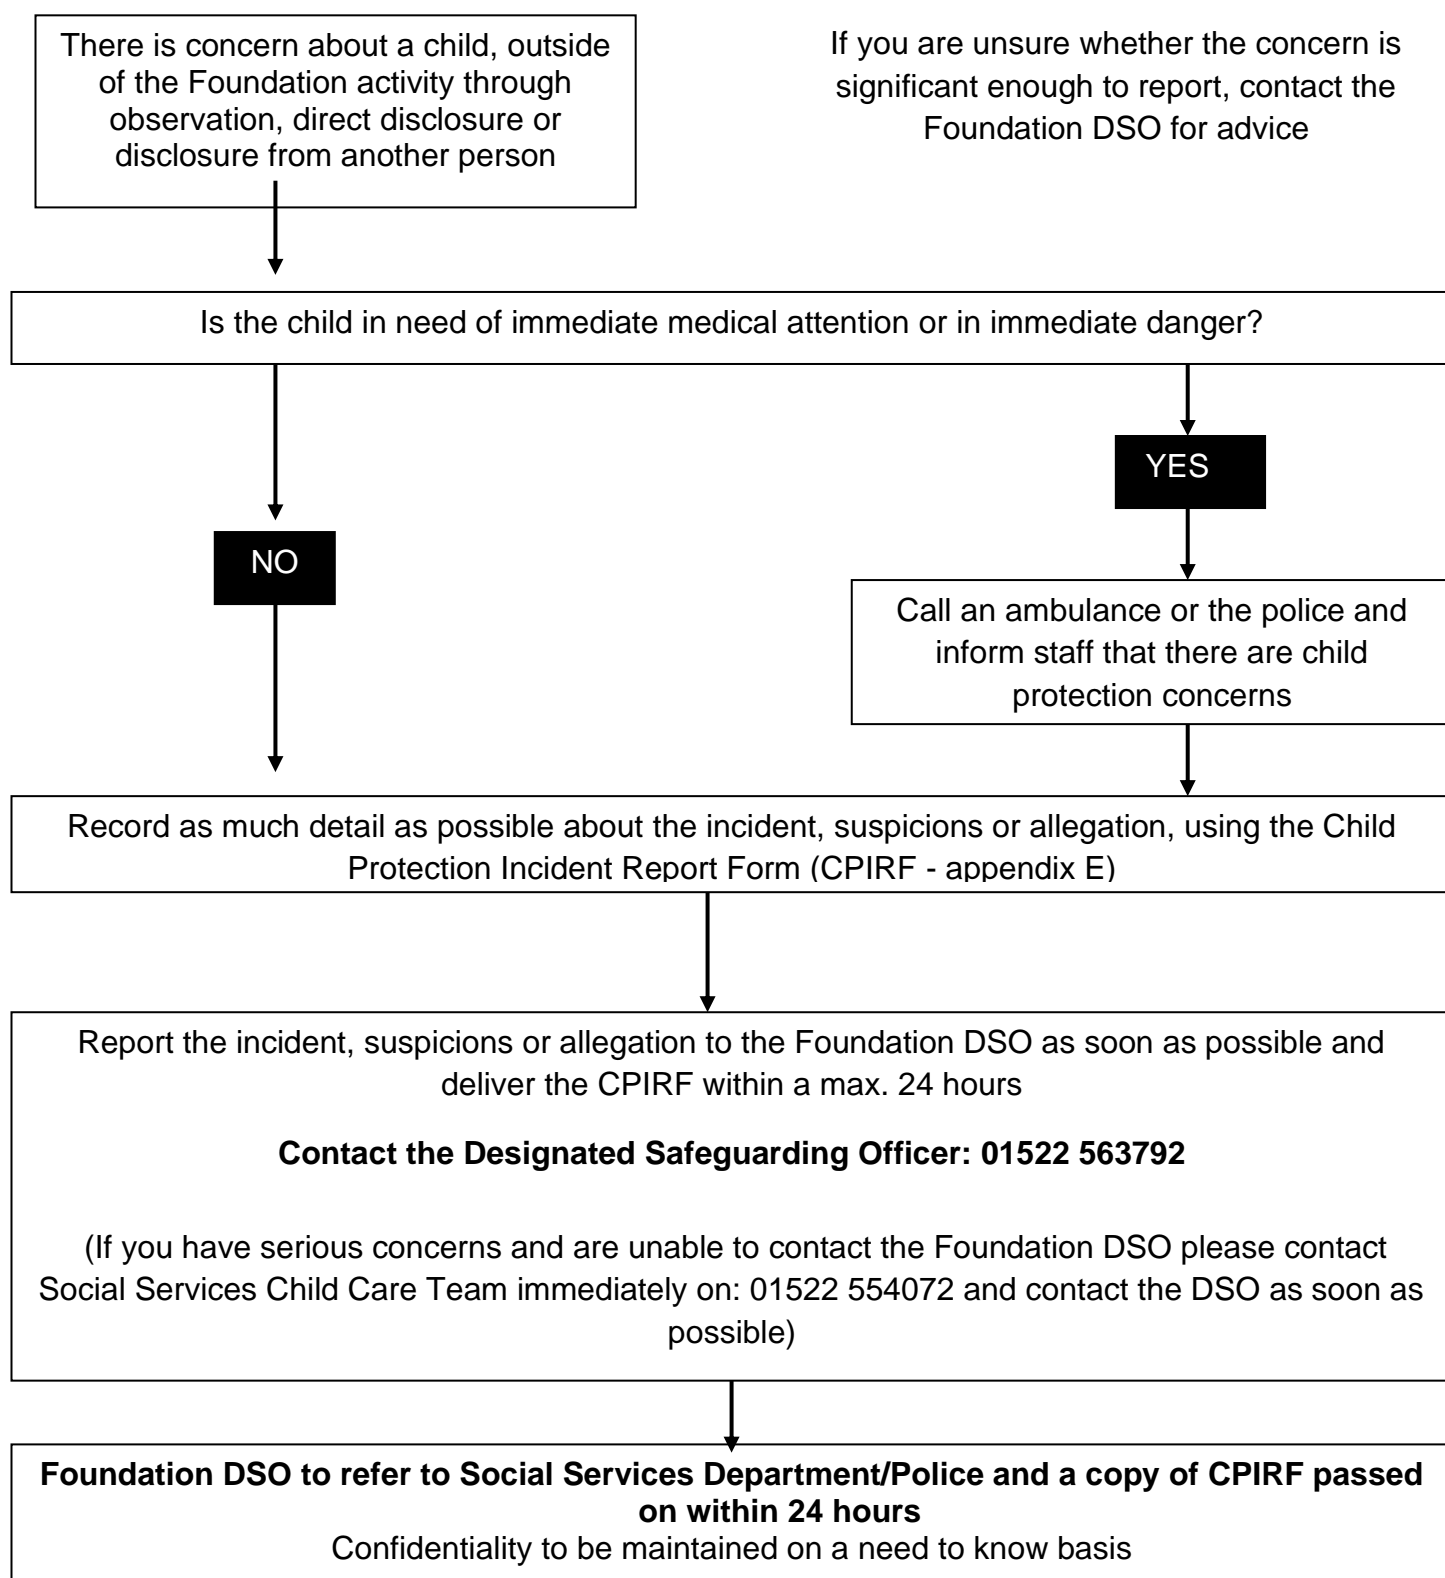 There is concern about a child, outside
of the Foundation activity through
observation, direct disclosure or
disclosure from another person
If you are unsure whether the concern is
significant enough to report, contact the
Foundation DSO for advice
Is the child in need of immediate medical attention or in immediate danger?
YES
NO
Call an ambulance or the police and
inform staff that there are child
protection concerns
Record as much detail as possible about the incident, suspicions or allegation, using the Child
Protection Incident Report Form (CPIRF - appendix E)
Report the incident, suspicions or allegation to the Foundation DSO as soon as possible and
deliver the CPIRF within a max. 24 hours
Contact the Designated Safeguarding Officer: 01522 563792
(If you have serious concerns and are unable to contact the Foundation DSO please contact
Social Services Child Care Team immediately on: 01522 554072 and contact the DSO as soon as
possible)
Foundation DSO to refer to Social Services Department/Police and a copy of CPIRF passed
on within 24 hours
Confidentiality to be maintained on a need to know basis